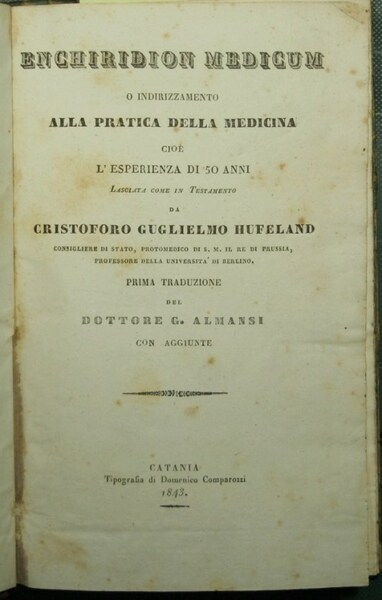 ENCHIRIDION MEDICUM
O INDIRIZZAMENTO
ALLA PRATICA DELLA MEDICINA
CIOÈ
L' ESPERIENZA DI 50 ANNI
LASCIATA COME IN TESTAMENTO
DA
CRISTOFORO GUGLIELMO HUFELAND
CONSIGLIERE DI STATO, PROTOMEDICO DI S. M. IL RE DI PRUSSIA,
PROFESSORE DELLA UNIVERSITA' DI BERLINO.
PRIMA TRADUZIONE
DEL
DOTTORE G. ALMANSI
CON AGGIUNTE
CATANIA
Tipografia di Domenico Comparozzi
1843.